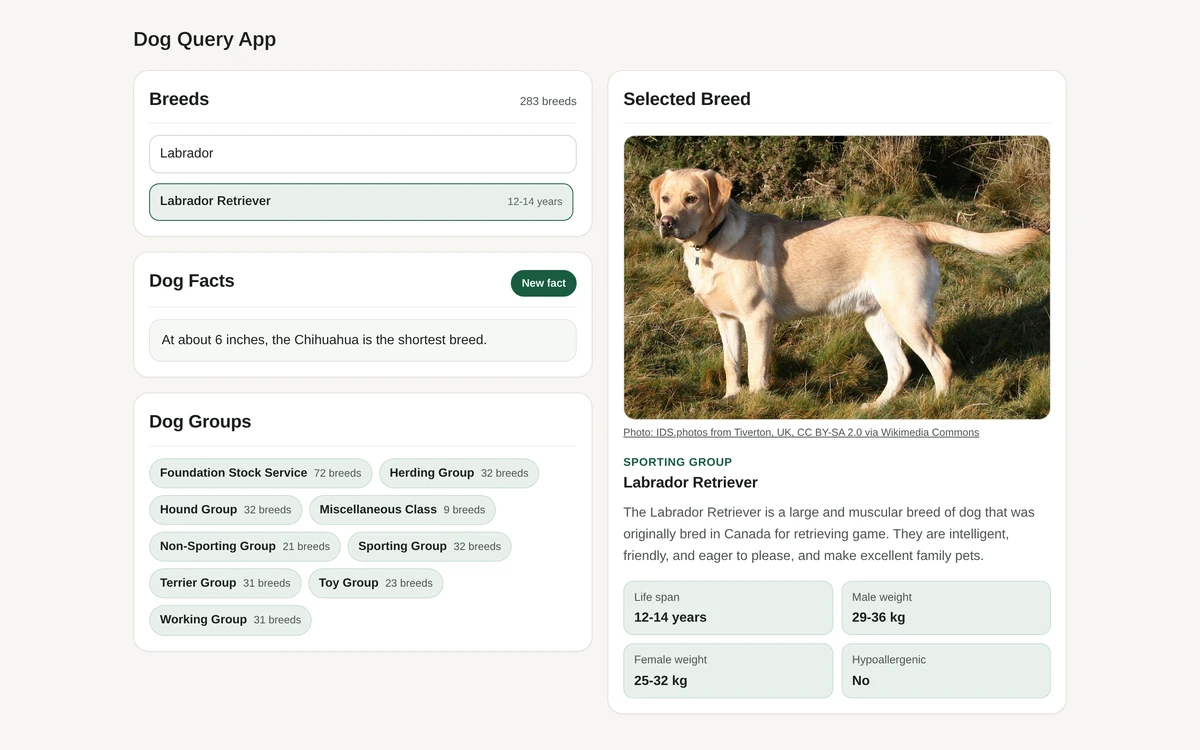 Dog Query App
Breeds
283 breeds
Labrador
Labrador Retriever 12-14 years
Dog Facts
New fact
At about 6 inches, the Chihuahua is the shortest breed.
Dog Groups
Foundation Stock Service 72 breeds
Herding Group 32 breeds
Hound Group 32 breeds
Miscellaneous Class 9 breeds
Non-Sporting Group 21 breeds
Sporting Group 32 breeds
Terrier Group 31 breeds
Toy Group 23 breeds
Working Group 31 breeds
Selected Breed
Photo: IDS.photos from Tiverton, UK, CC BY-SA 2.0 via Wikimedia Commons
SPORTING GROUP
Labrador Retriever
The Labrador Retriever is a large and muscular breed of dog that was
originally bred in Canada for retrieving game. They are intelligent,
friendly, and eager to please, and make excellent family pets.
Life span
12-14 years
Male weight
29-36 kg
Female weight
25-32 kg
Hypoallergenic
No